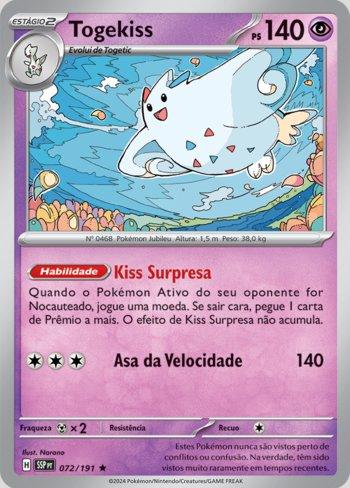 ESTÁGIO 2
Togekiss
PS 140
Evolui de Togetic
Nº 0468 Pokémon Jubileu Altura: 1,5 m Peso: 38,0 kg
Habilidade Kiss Surpresa
Quando o Pokémon Ativo do seu oponente for
Nocauteado, jogue uma moeda. Se sair cara, pegue 1 carta
de Prêmio a mais. O efeito de Kiss Surpresa não acumula.
Asa da Velocidade 140
Fraqueza × 2 Resistência Recuo
Ilust. Narano
H SSP PT 072/191 ★
Estes Pokémon nunca são vistos perto de
conflitos ou confusão. Na verdade, têm sido
vistos muito raramente em tempos recentes.
©2024 Pokémon/Nintendo/Creatures/GAME FREAK